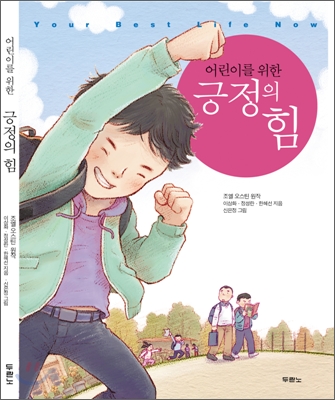 Your Best Life Now
어린이를 위한
긍정의
힘
조엘 오스틴 원작
이상화 · 정성란 · 한예선 지음
신은정 그림
두란노
어린이를 위한
긍정의 힘
조엘 오스틴 원작
두란노